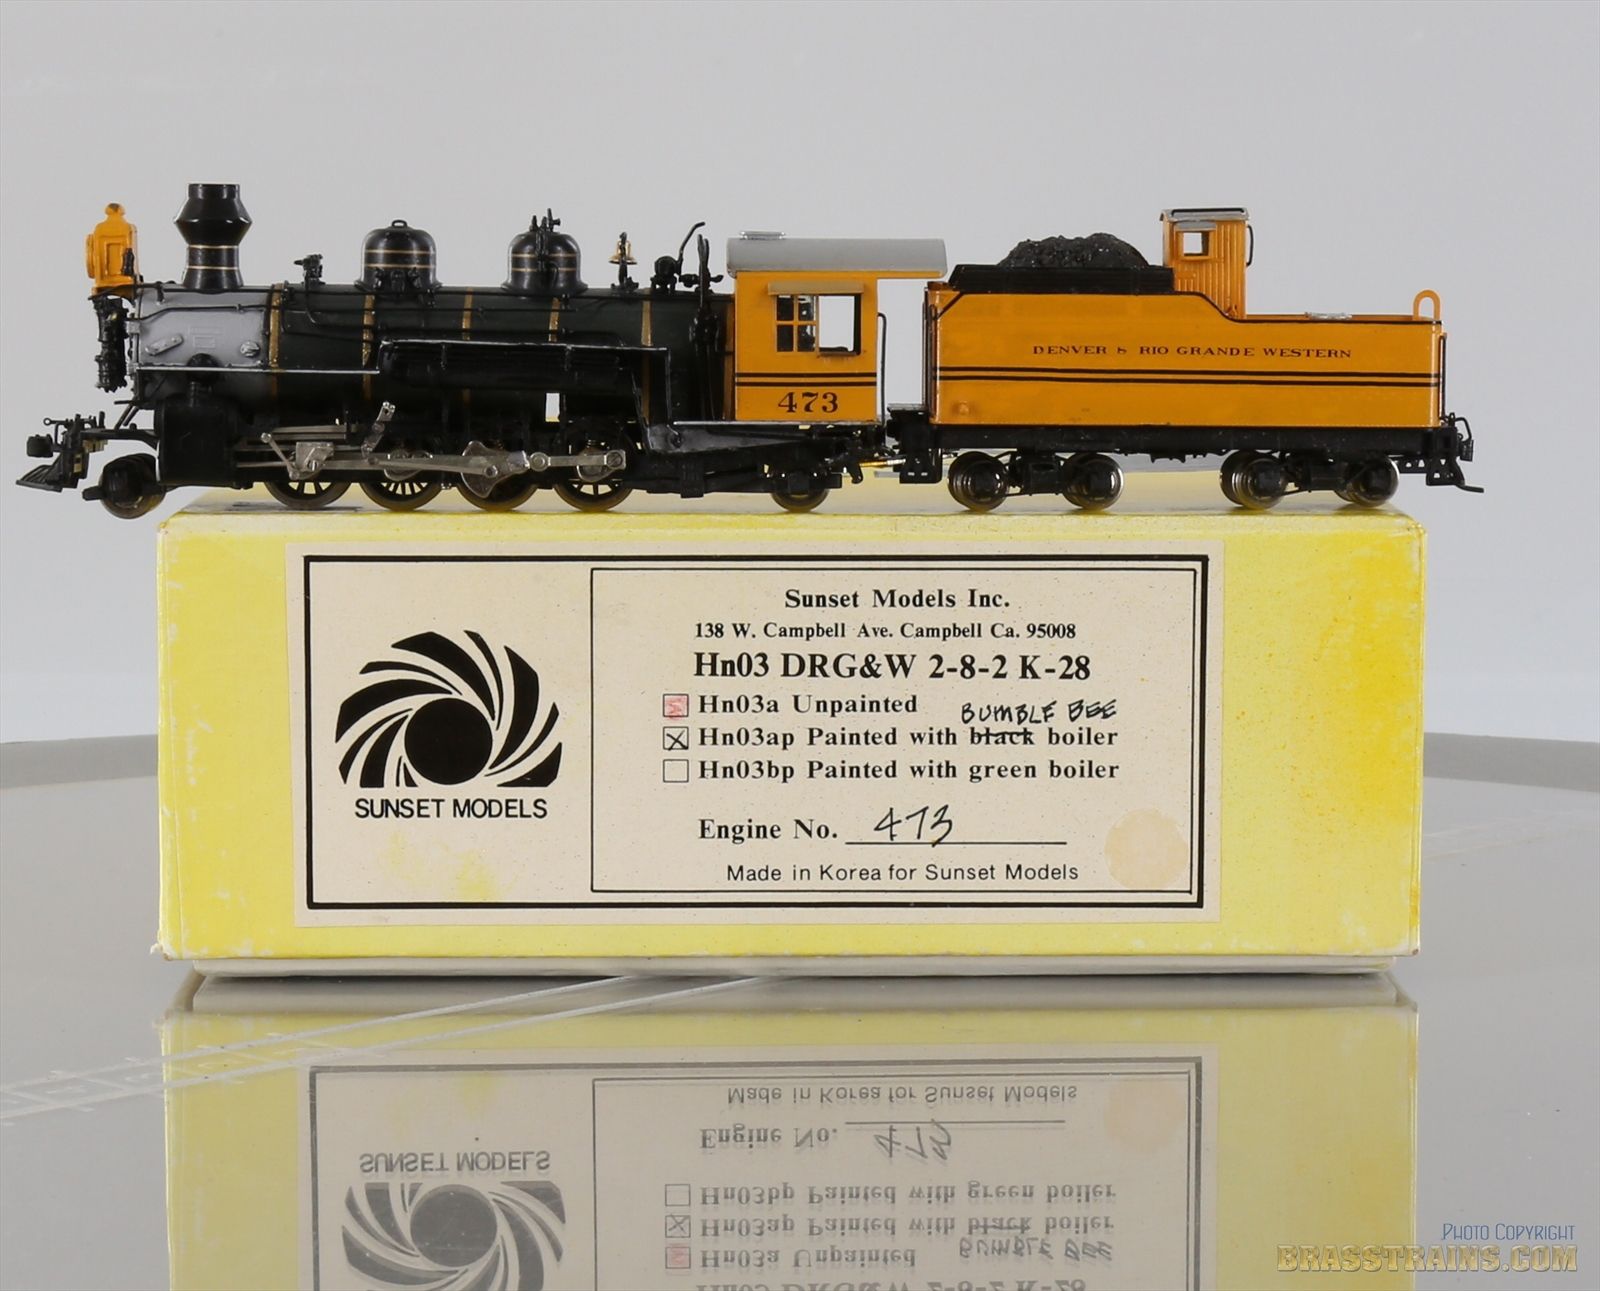 DENVER & RIO GRANDE WESTERN
473
Sunset Models Inc.
138 W. Campbell Ave. Campbell Ca. 95008
Hn03 DRG&W 2-8-2 K-28
Hn03a Unpainted
BUMBLE BEE
Hn03ap Painted with black boiler
Hn03bp Painted with green boiler
Engine No. 473
Made in Korea for Sunset Models
SUNSET MODELS
PHOTO COPYRIGHT
BRASSTRAINS.COM